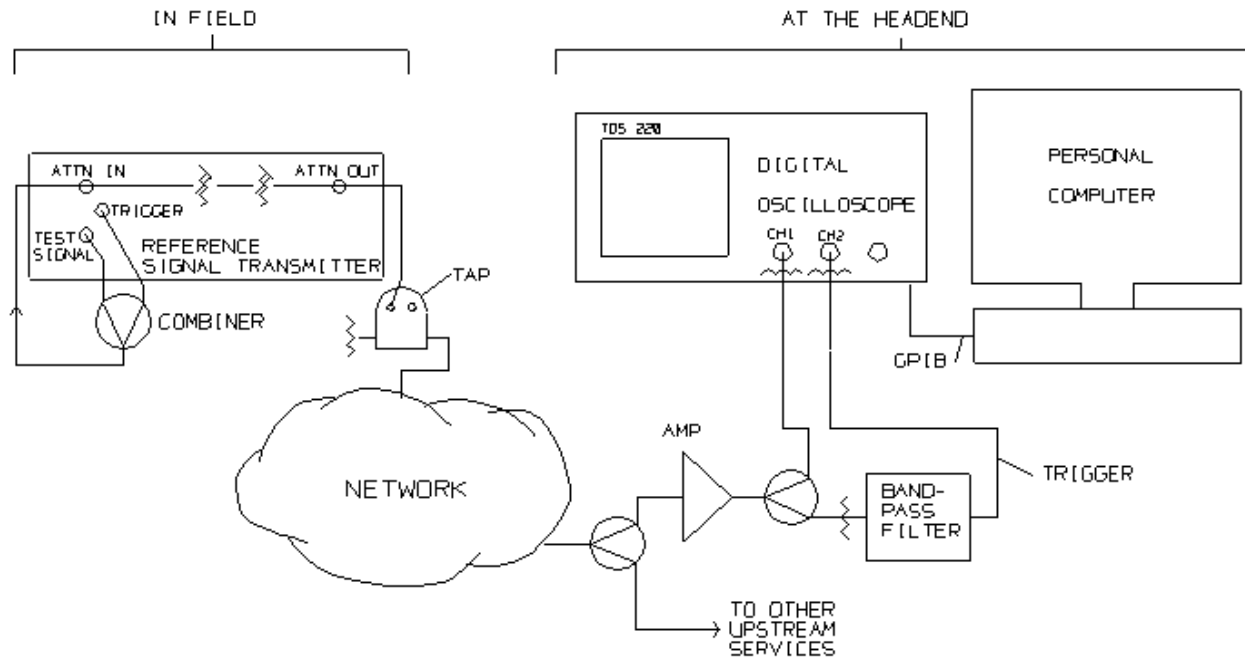 IN FIELD
AT THE HEADEND
TDS 220
DIGITAL
OSCILLOSCOPE
CH1
CH2
PERSONAL
COMPUTER
ATTN IN
ATTN OUT
TRIGGER
TEST
SIGNAL
REFERENCE
SIGNAL TRANSMITTER
TAP
COMBINER
GPIB
AMP
NETWORK
BAND-
PASS
FILTER
TRIGGER
TO OTHER
UPSTREAM
SERVICES